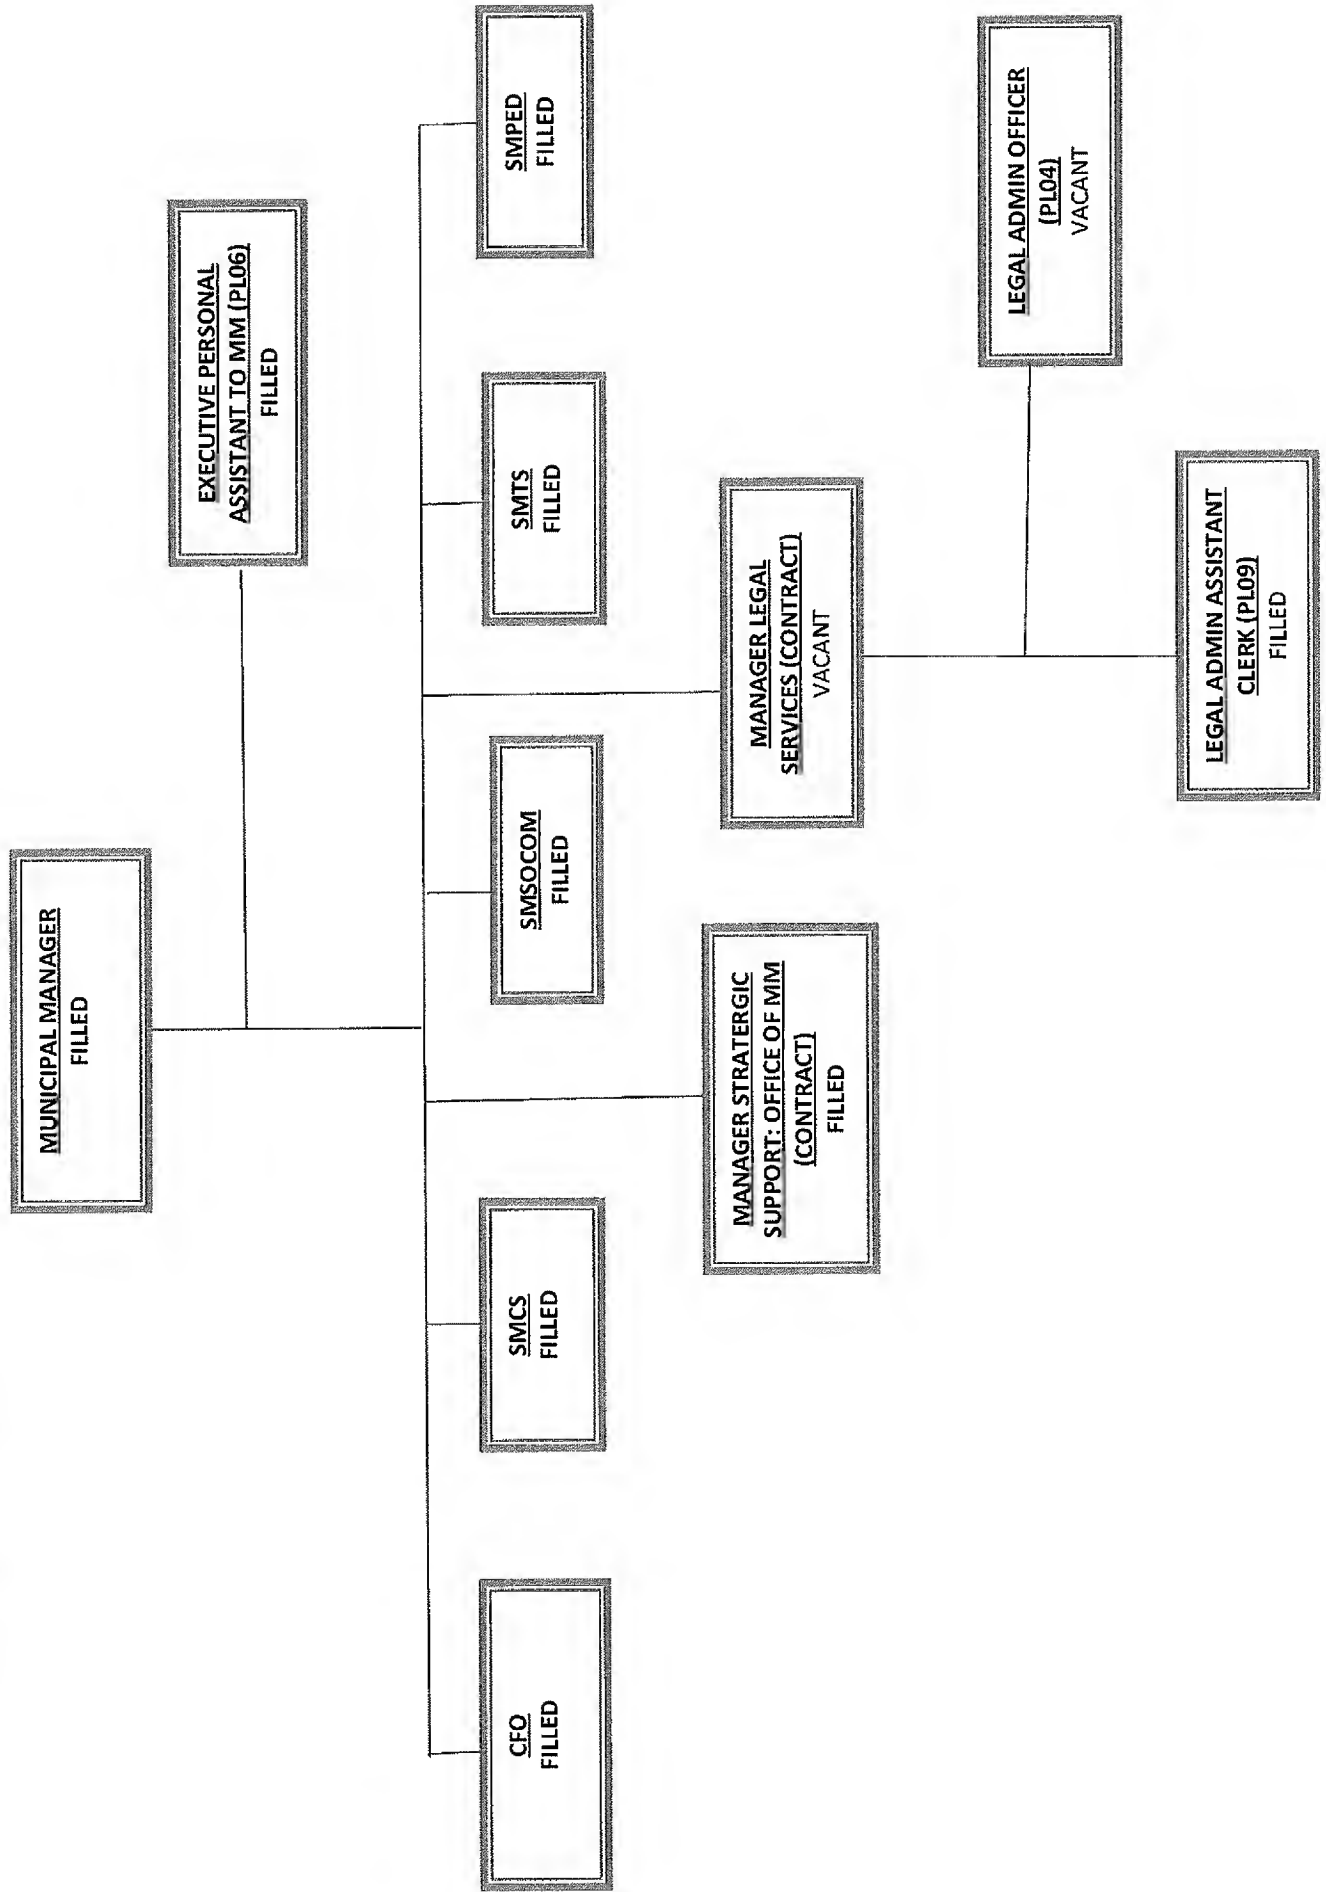 MUNICIPAL MANAGER
FILLED
EXECUTIVE PERSONAL
ASSISTANT TO MM (PL06)
FILLED
CFO
FILLED
SMCS
FILLED
SMSOCOM
FILLED
SMTS
FILLED
SMPED
FILLED
MANAGER STRATERGIC
SUPPORT: OFFICE OF MM
(CONTRACT)
FILLED
MANAGER LEGAL
SERVICES (CONTRACT)
VACANT
LEGAL ADMIN OFFICER
(PL04)
VACANT
LEGAL ADMIN ASSISTANT
CLERK (PL09)
FILLED